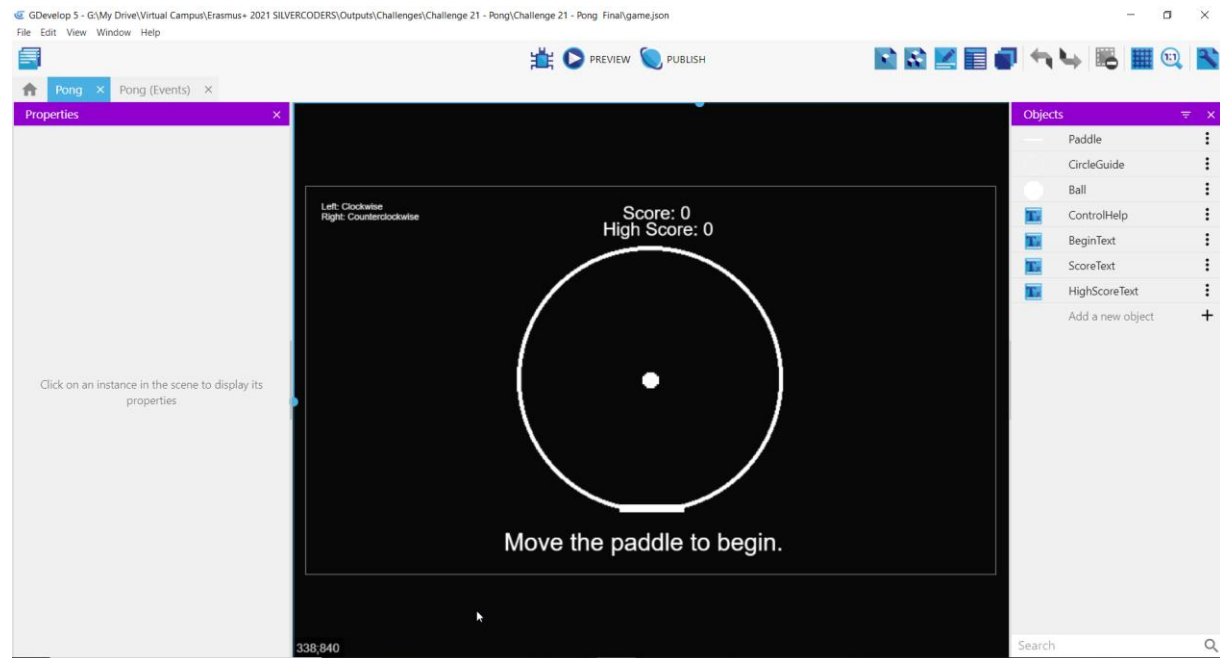 GDevelop 5 - G:\My Drive\Virtual Campus\Erasmus+ 2021 SILVERCODERS\Outputs\Challenges\Challenge 21 - Pong\Challenge 21 - Pong Final\game.json
File Edit View Window Help
PREVIEW PUBLISH
1:1
Pong Pong (Events)
Properties
Click on an instance in the scene to display its
properties
Left: Clockwise
Right: Counterclockwise
Score: 0
High Score: 0
Move the paddle to begin.
338;840
Objects
Paddle
CircleGuide
Ball
ControlHelp
BeginText
ScoreText
HighScoreText
Add a new object
Search